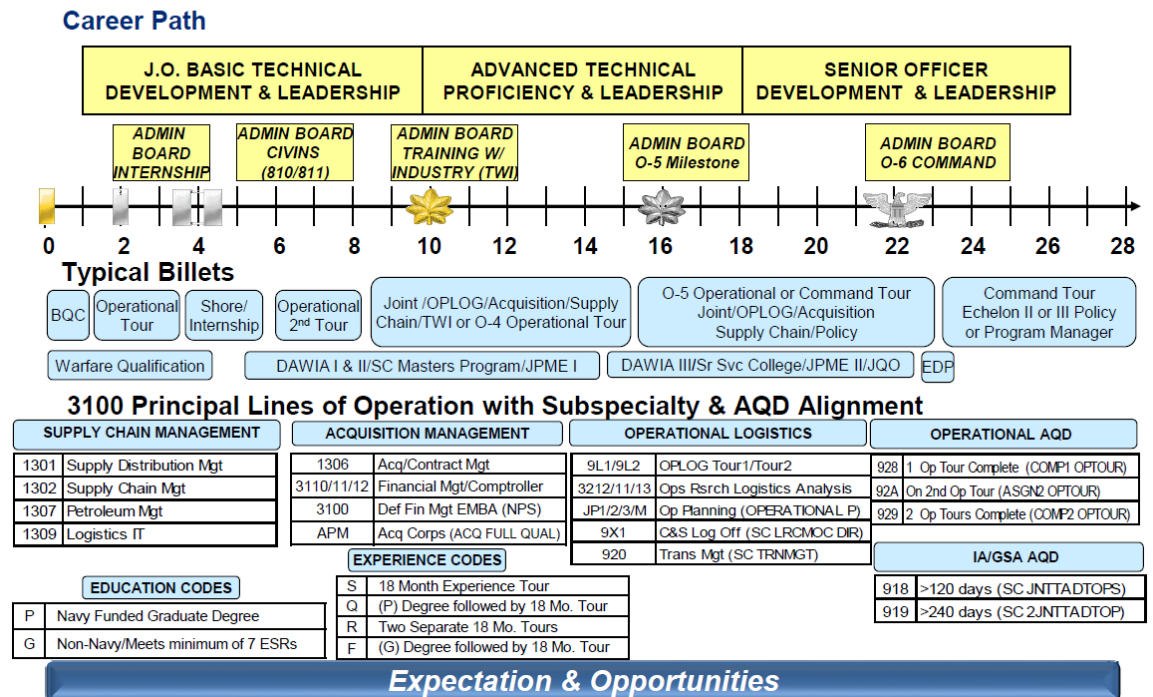 Career Path
J.O. BASIC TECHNICAL
DEVELOPMENT & LEADERSHIP
ADVANCED TECHNICAL
PROFICIENCY & LEADERSHIP
SENIOR OFFICER
DEVELOPMENT & LEADERSHIP
ADMIN
BOARD
INTERNSHIP
ADMIN BOARD
CIVINS
(810/811)
ADMIN BOARD
TRAINING W/
INDUSTRY (TWI)
ADMIN BOARD
O-5 Milestone
ADMIN BOARD
O-6 COMMAND
0 2 4 6 8 10 12 14 16 18 20 22 24 26 28
Typical Billets
BQC
Operational
Tour
Shore/
Internship
Operational
2nd Tour
Joint /OPLOG/Acquisition/Supply
Chain/TWI or O-4 Operational Tour
O-5 Operational or Command Tour
Joint/OPLOG/Acquisition
Supply Chain/Policy
Command Tour
Echelon II or III Policy
or Program Manager
Warfare Qualification
DAWIA I & II/SC Masters Program/JPME I
DAWIA III/Sr Svc College/JPME II/JQO
EDP
3100 Principal Lines of Operation with Subspecialty & AQD Alignment
SUPPLY CHAIN MANAGEMENT
1301 Supply Distribution Mgt
1302 Supply Chain Mgt
1307 Petroleum Mgt
1309 Logistics IT
ACQUISITION MANAGEMENT
1306 Acq/Contract Mgt
3110/11/12 Financial Mgt/Comptroller
3100 Def Fin Mgt EMBA (NPS)
APM Acq Corps (ACQ FULL QUAL)
OPERATIONAL LOGISTICS
9L1/9L2 OPLOG Tour1/Tour2
3212/11/13 Ops Rsrch Logistics Analysis
JP1/2/3/M Op Planning (OPERATIONAL P)
9X1 C&S Log Off (SC LRCMOC DIR)
920 Trans Mgt (SC TRNMGT)
OPERATIONAL AQD
928 1 Op Tour Complete (COMP1 OPTOUR)
92A On 2nd Op Tour (ASGN2 OPTOUR)
929 2 Op Tours Complete (COMP2 OPTOUR)
IA/GSA AQD
918 >120 days (SC JNTTADTOPS)
919 >240 days (SC 2JNTTADTOP)
EDUCATION CODES
P Navy Funded Graduate Degree
G Non-Navy/Meets minimum of 7 ESRs
EXPERIENCE CODES
S 18 Month Experience Tour
Q (P) Degree followed by 18 Mo. Tour
R Two Separate 18 Mo. Tours
F (G) Degree followed by 18 Mo. Tour
Expectation & Opportunities